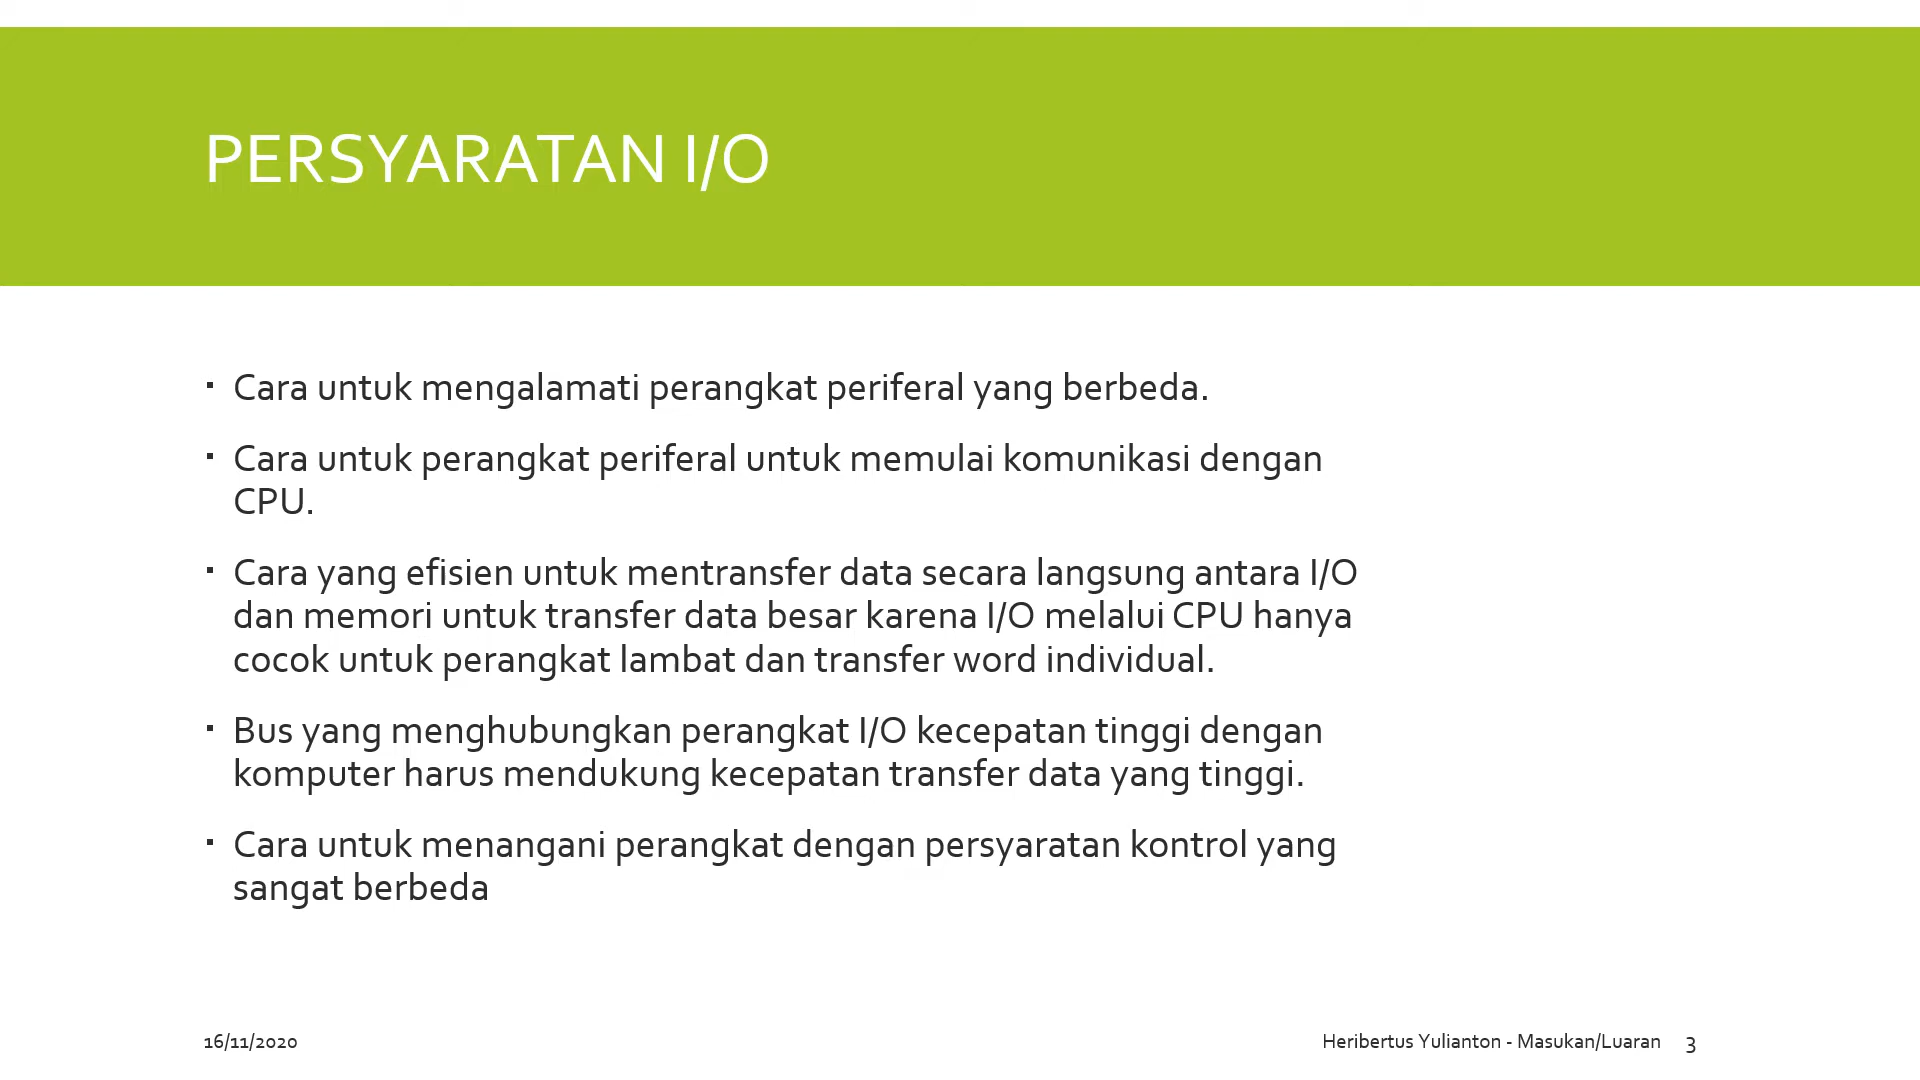 PERSYARATAN I/O
▪ Cara untuk mengalamati perangkat periferal yang berbeda.
▪ Cara untuk perangkat periferal untuk memulai komunikasi dengan
CPU.
▪ Cara yang efisien untuk mentransfer data secara langsung antara I/O
dan memori untuk transfer data besar karena I/O melalui CPU hanya
cocok untuk perangkat lambat dan transfer word individual.
▪ Bus yang menghubungkan perangkat I/O kecepatan tinggi dengan
komputer harus mendukung kecepatan transfer data yang tinggi.
▪ Cara untuk menangani perangkat dengan persyaratan kontrol yang
sangat berbeda
16/11/2020
Heribertus Yulianton - Masukan/Luaran 3